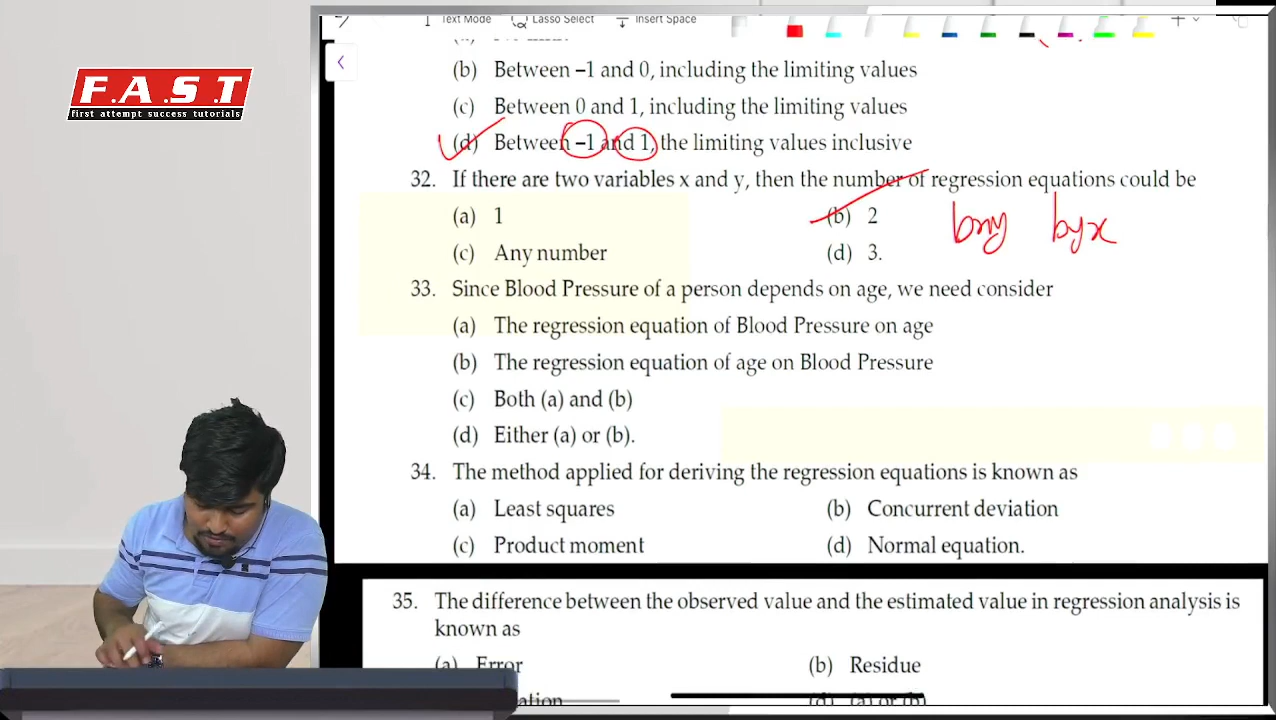 Text Mode Lasso Select Insert Space
F.A.S.T
first attempt success tutorials
(b) Between –1 and 0, including the limiting values
(c) Between 0 and 1, including the limiting values
(d) Between –1 and 1, the limiting values inclusive
32. If there are two variables x and y, then the number of regression equations could be
(a) 1 (b) 2 bxy byx
(c) Any number (d) 3.
33. Since Blood Pressure of a person depends on age, we need consider
(a) The regression equation of Blood Pressure on age
(b) The regression equation of age on Blood Pressure
(c) Both (a) and (b)
(d) Either (a) or (b).
34. The method applied for deriving the regression equations is known as
(a) Least squares (b) Concurrent deviation
(c) Product moment (d) Normal equation.
35. The difference between the observed value and the estimated value in regression analysis is
known as
(a) Error (b) Residue
(d) (a) or (b)